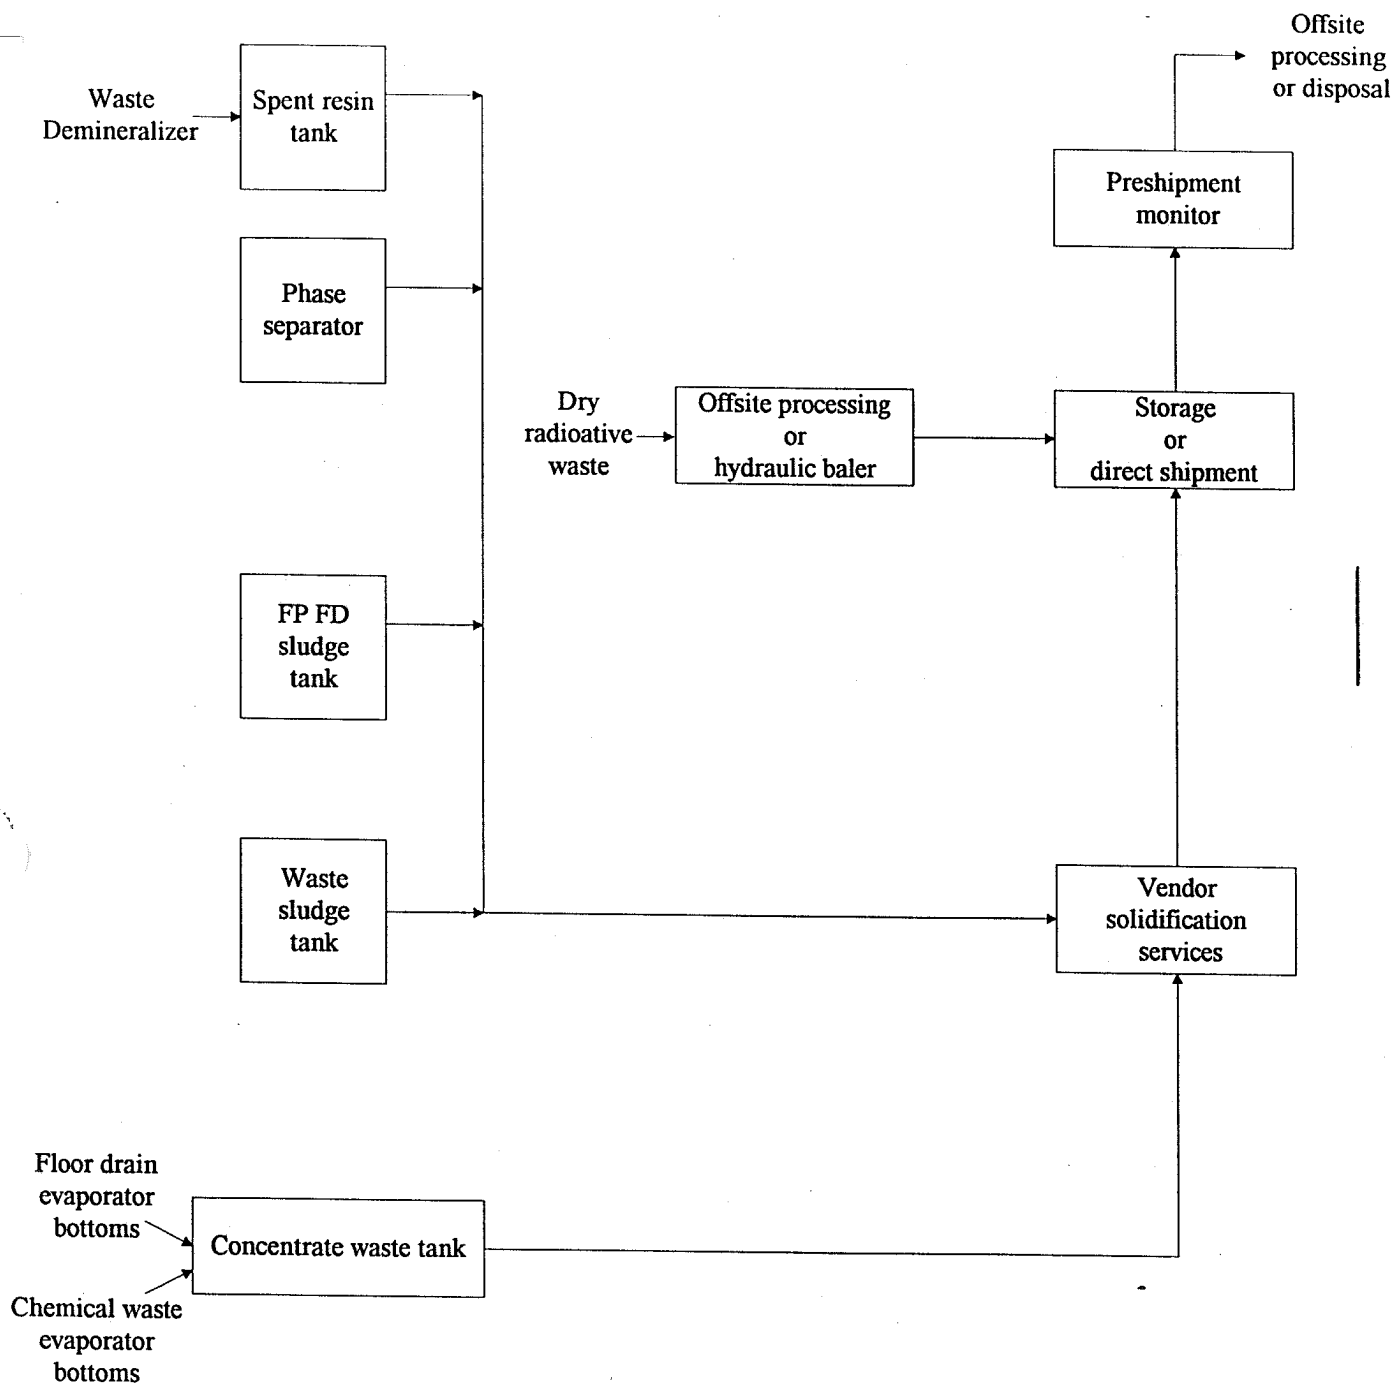 Offsite
processing
or disposal
Waste
Demineralizer
Spent resin
tank
Preshipment
monitor
Phase
separator
Dry
radioative
waste
Offsite processing
or
hydraulic baler
Storage
or
direct shipment
FP FD
sludge
tank
Waste
sludge
tank
Vendor
solidification
services
Floor drain
evaporator
bottoms
Concentrate waste tank
Chemical waste
evaporator
bottoms